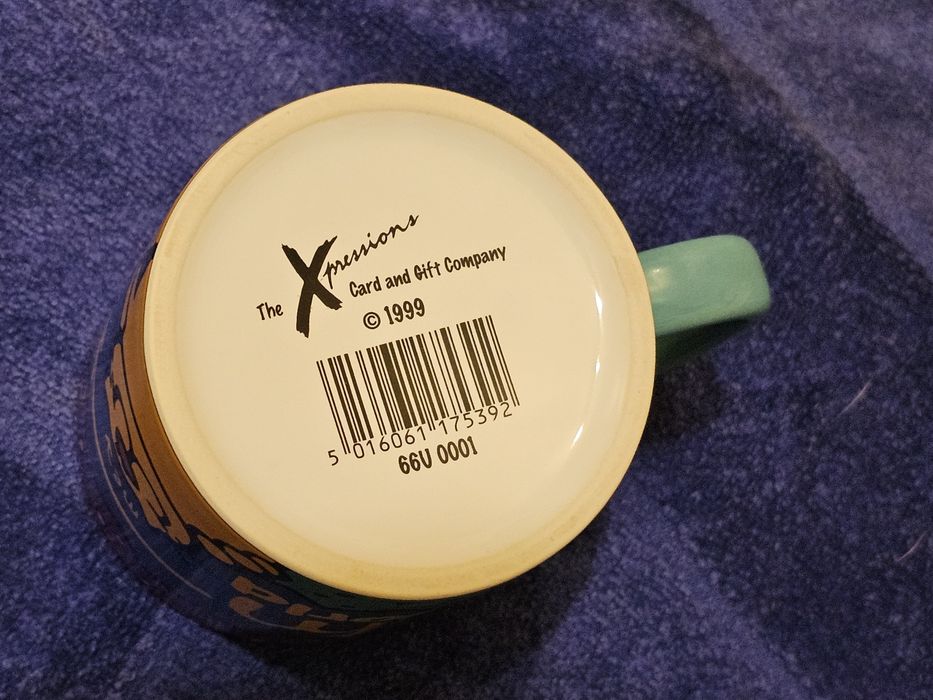 The Xpressions
Card and Gift Company
© 1999
5 016061 175392
66U 0001